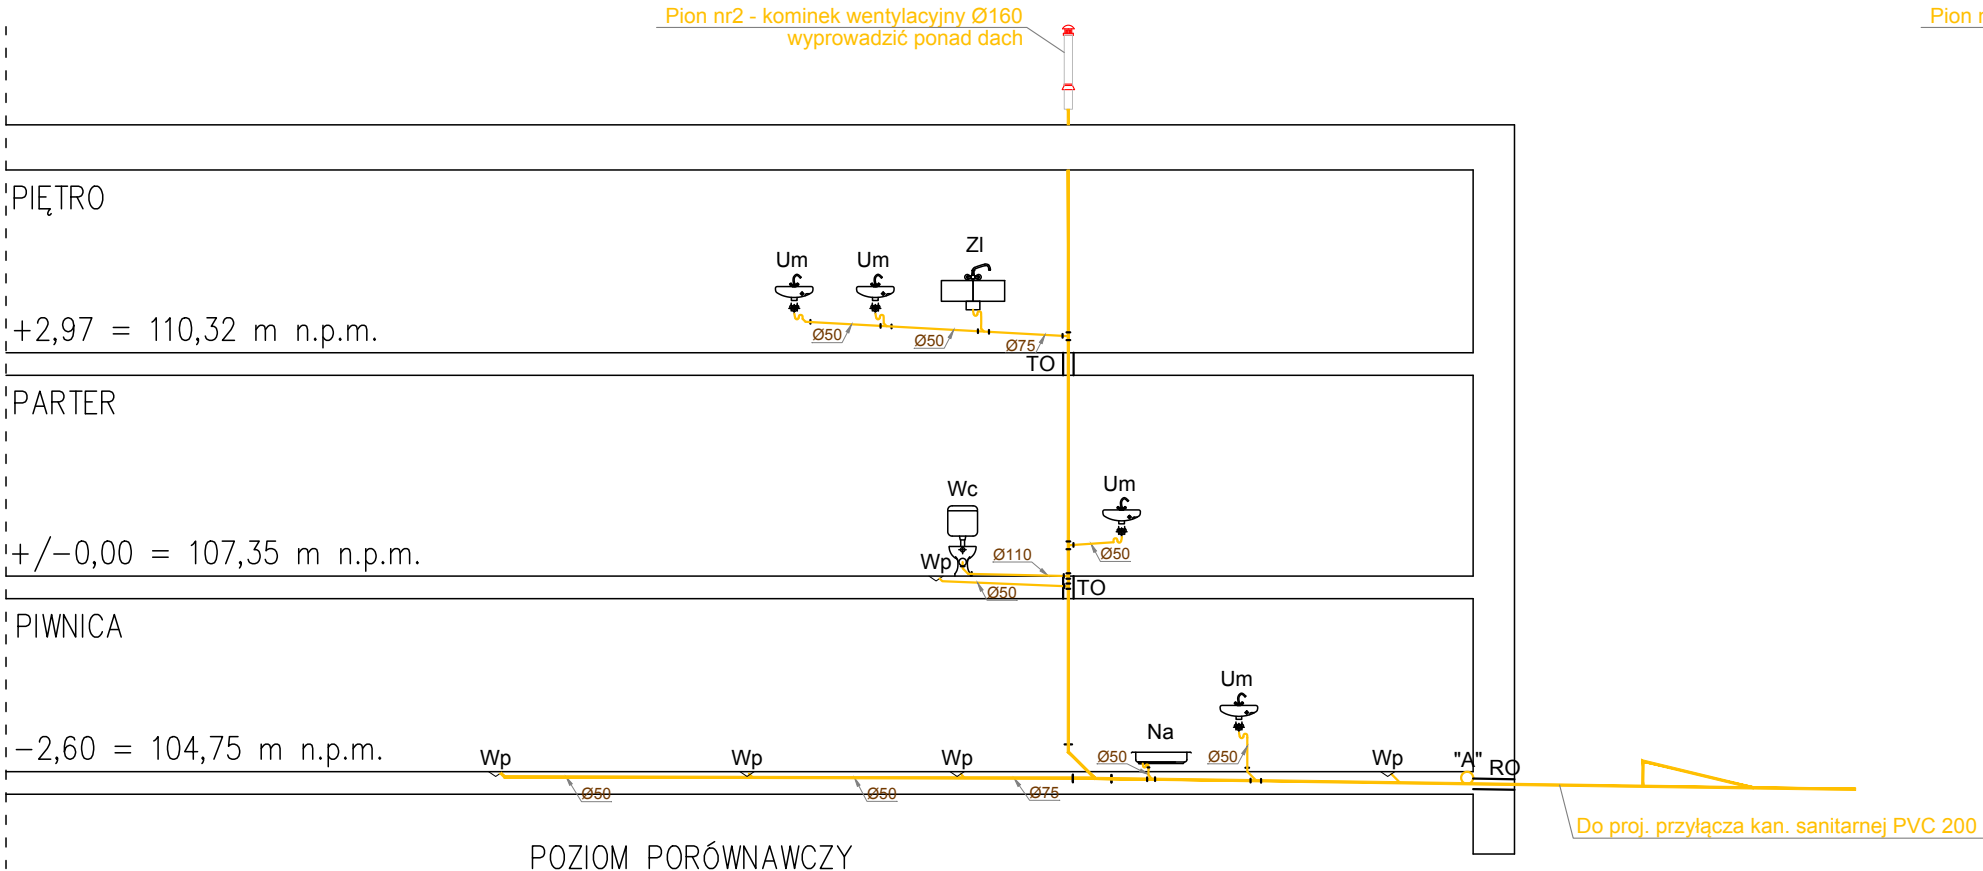 Pion nr2 - kominek wentylacyjny Ø160
wyprowadzić ponad dach
Pion n
PIĘTRO
Um
Um
Zl
+2,97 = 110,32 m n.p.m.
Ø50
Ø50
Ø75
TO
PARTER
Wc
Um
+/-0,00 = 107,35 m n.p.m.
Wp
Ø110
Ø50
Ø50
TO
PIWNICA
Um
-2,60 = 104,75 m n.p.m.
Wp
Wp
Wp
Na
Ø50
Ø50
Wp
"A"
RO
Ø50
Ø50
Ø75
Do proj. przyłącza kan. sanitarnej PVC 200
POZIOM PORÓWNAWCZY